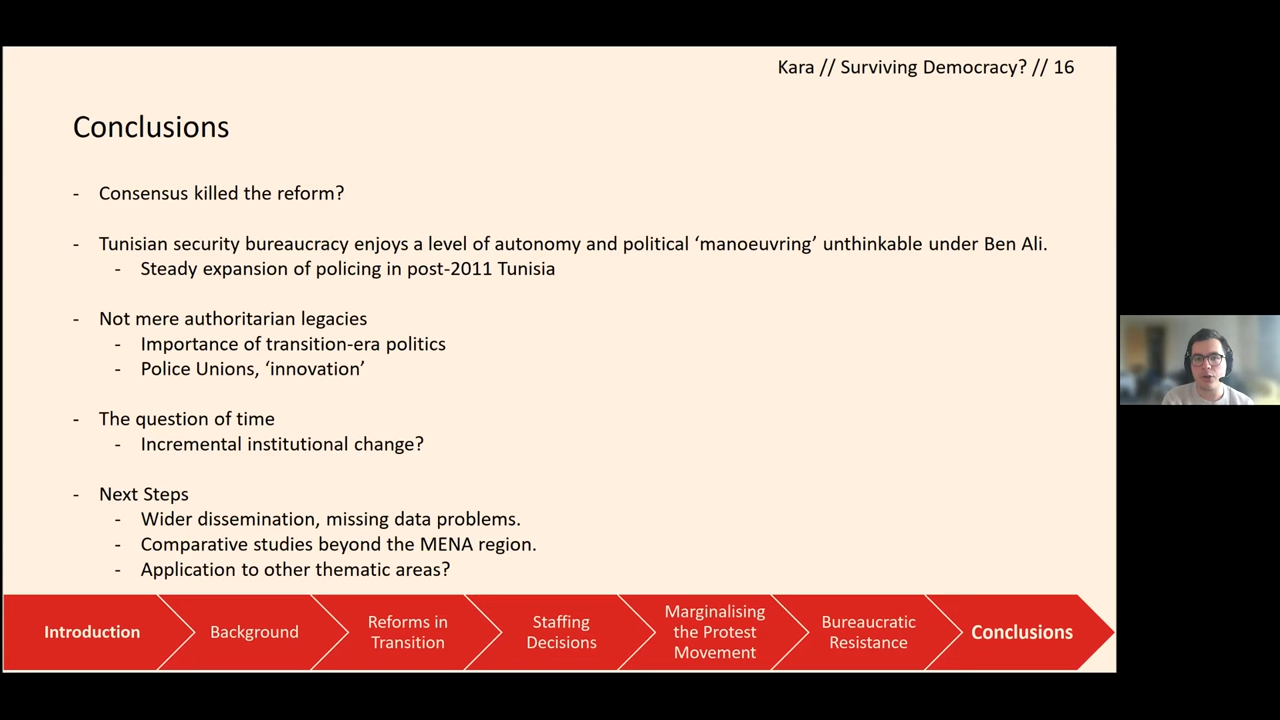 Kara // Surviving Democracy? // 16
Conclusions
- Consensus killed the reform?
- Tunisian security bureaucracy enjoys a level of autonomy and political ‘manoeuvring’ unthinkable under Ben Ali.
- Steady expansion of policing in post-2011 Tunisia
- Not mere authoritarian legacies
- Importance of transition-era politics
- Police Unions, ‘innovation’
- The question of time
- Incremental institutional change?
- Next Steps
- Wider dissemination, missing data problems.
- Comparative studies beyond the MENA region.
- Application to other thematic areas?
Introduction
Background
Reforms in
Transition
Staffing
Decisions
Marginalising
the Protest
Movement
Bureaucratic
Resistance
Conclusions